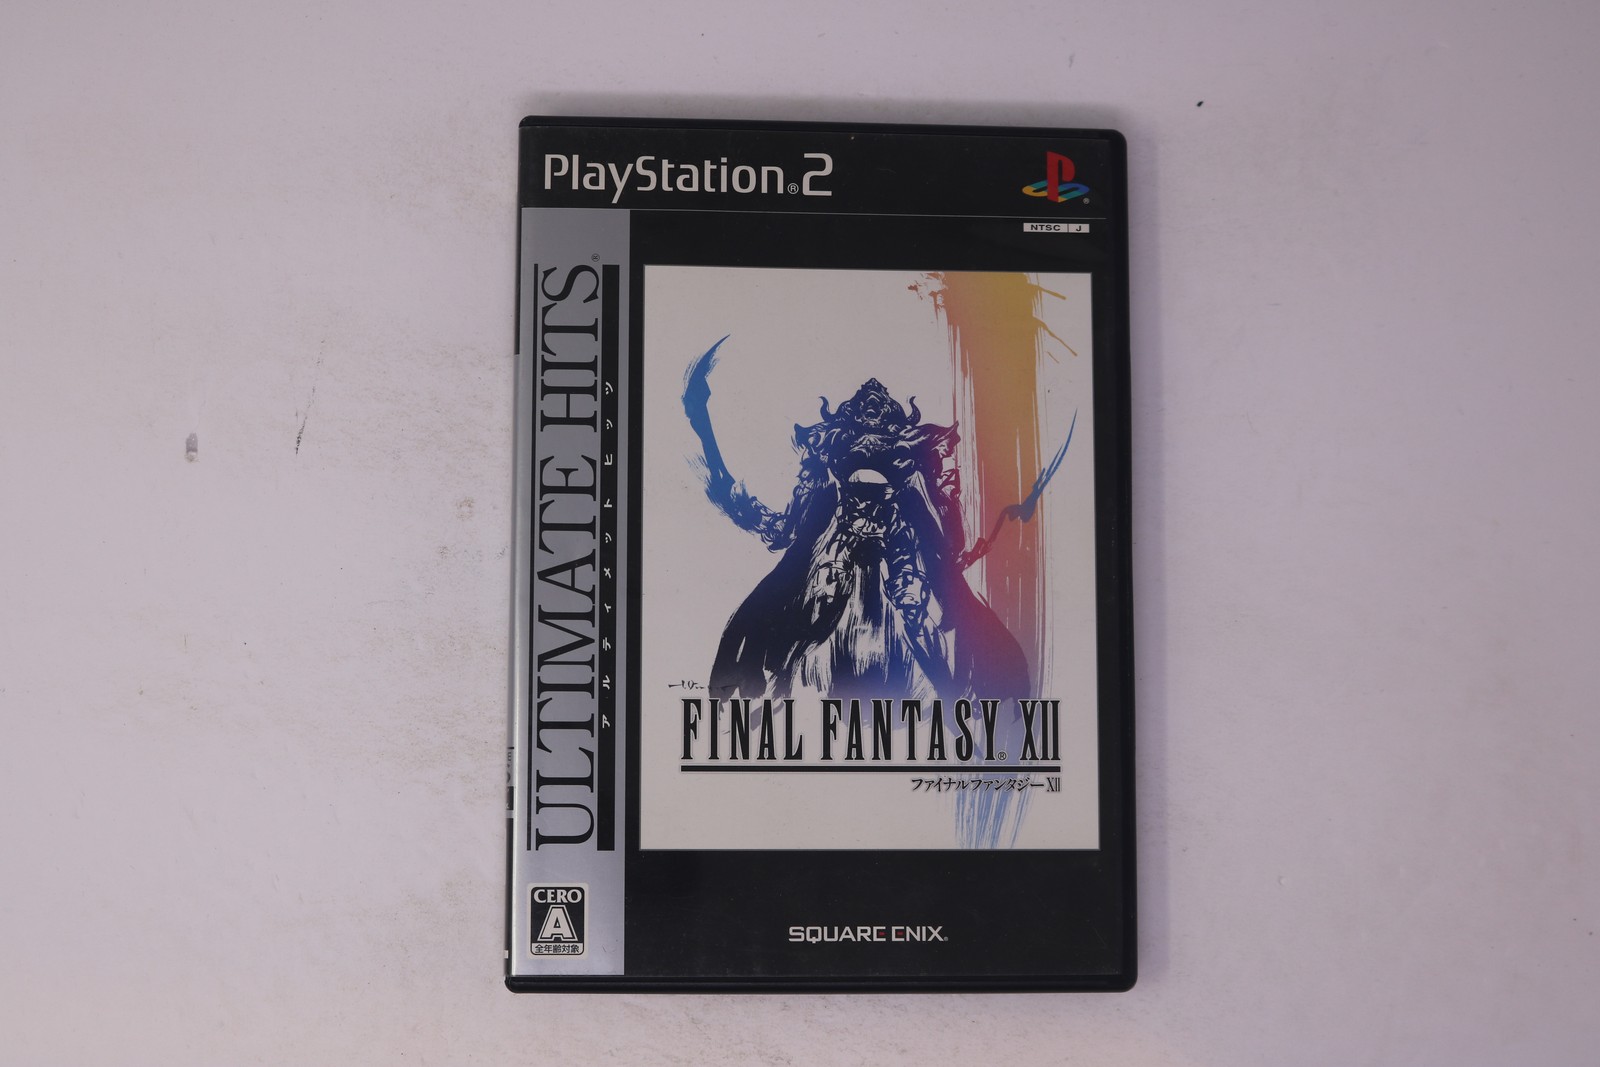 PlayStation®2
NTSC J
ULTIMATE HITS®
アルティメットヒッツ
FINAL FANTASY® XII
ファイナルファンタジーXII
CERO
A
全年齢対象
SQUARE ENIX®